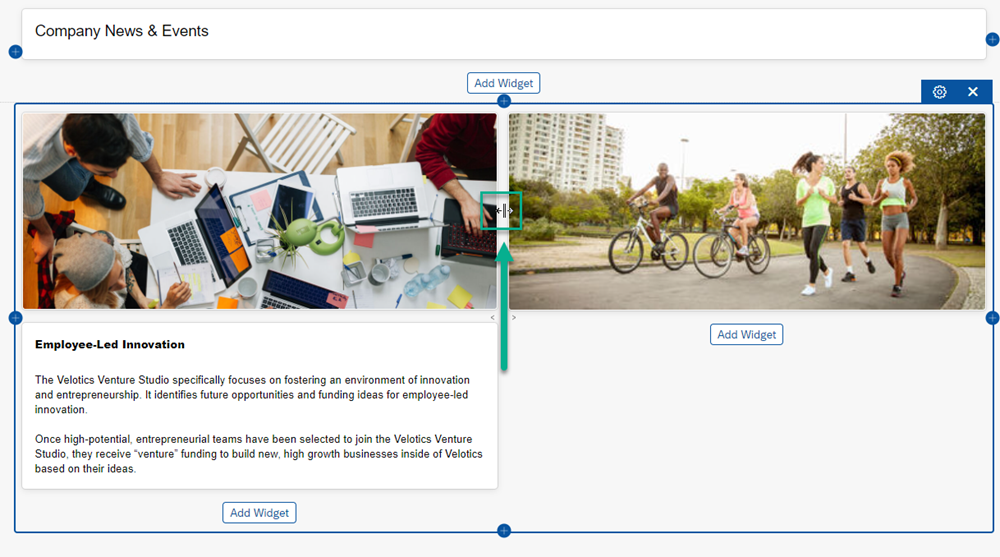 Company News & Events
Add Widget
Add Widget
Employee-Led Innovation
The Velotics Venture Studio specifically focuses on fostering an environment of innovation
and entrepreneurship. It identifies future opportunities and funding ideas for employee-led
innovation.
Once high-potential, entrepreneurial teams have been selected to join the Velotics Venture
Studio, they receive “venture” funding to build new, high growth businesses inside of Velotics
based on their ideas.
Add Widget